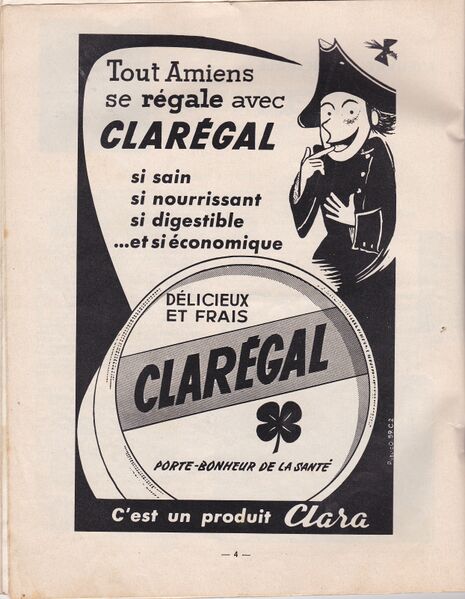 Tout Amiens
se régale avec
CLARÉGAL
si sain
si nourrissant
si digestible
...et si économique
DÉLICIEUX
ET FRAIS
CLARÉGAL
PORTE-BONHEUR DE LA SANTÉ
C'est un produit Clara
— 4 —